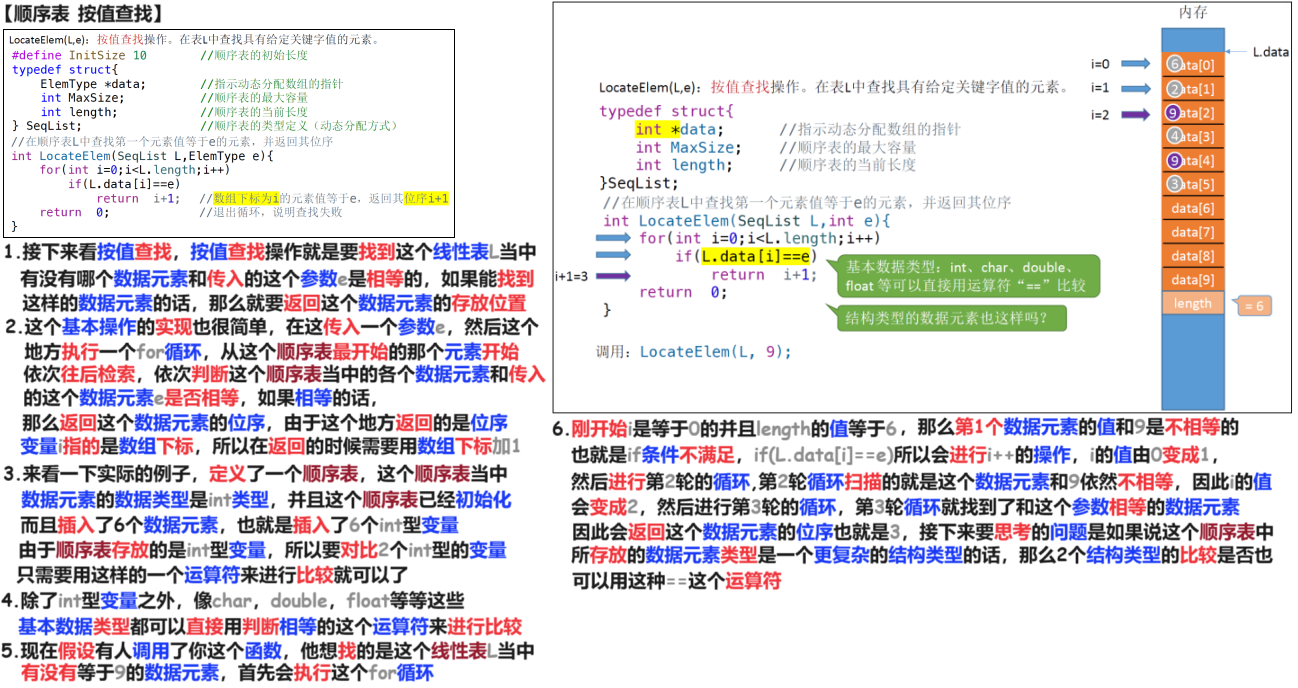 【顺序表 按值查找】
LocateElem(L,e)：按值查找操作。在表L中查找具有给定关键字值的元素。
#define InitSize 10 //顺序表的初始长度
typedef struct{
ElemType *data; //指示动态分配数组的指针
int MaxSize; //顺序表的最大容量
int length; //顺序表的当前长度
} SeqList; //顺序表的类型定义（动态分配方式）
//在顺序表L中查找第一个元素值等于e的元素，并返回其位序
int LocateElem(SeqList L,ElemType e){
for(int i=0;i<L.length;i++)
if(L.data[i]==e)
return i+1; //数组下标为i的元素值等于e，返回其位序i+1
return 0; //退出循环，说明查找失败
}
1.接下来看按值查找，按值查找操作就是要找到这个线性表L当中
有没有哪个数据元素和传入的这个参数e是相等的，如果能找到
这样的数据元素的话，那么就要返回这个数据元素的存放位置
2.这个基本操作的实现也很简单，在这传入一个参数e，然后这个
地方执行一个for循环，从这个顺序表最开始的那个元素开始
依次往后检索，依次判断这个顺序表当中的各个数据元素和传入
的这个数据元素e是否相等，如果相等的话，
那么返回这个数据元素的位序，由于这个地方返回的是位序
变量i指的是数组下标，所以在返回的时候需要用数组下标加1
3.来看一下实际的例子，定义了一个顺序表，这个顺序表当中
数据元素的数据类型是int类型，并且这个顺序表已经初始化
而且插入了6个数据元素，也就是插入了6个int型变量
由于顺序表存放的是int型变量，所以要对比2个int型的变量
只需要用这样的一个运算符来进行比较就可以了
4.除了int型变量之外，像char，double，float等等这些
基本数据类型都可以直接用判断相等的这个运算符来进行比较
5.现在假设有人调用了你这个函数，他想找的是这个线性表L当中
有没有等于9的数据元素，首先会执行这个for循环
LocateElem(L,e)：按值查找操作。在表L中查找具有给定关键字值的元素。
typedef struct{
int *data; //指示动态分配数组的指针
int MaxSize; //顺序表的最大容量
int length; //顺序表的当前长度
}SeqList;
//在顺序表L中查找第一个元素值等于e的元素，并返回其位序
int LocateElem(SeqList L,int e){
for(int i=0;i<L.length;i++)
if(L.data[i]==e)
i+1=3
return i+1;
return 0;
}
基本数据类型：int、char、double、
float 等可以直接用运算符“==”比较
结构类型的数据元素也这样吗？
调用：LocateElem(L, 9);
内存
L.data
i=0
6 ata[0]
i=1
2 ata[1]
i=2
9 data[2]
4 ata[3]
9 data[4]
3 ata[5]
data[6]
data[7]
data[8]
data[9]
length
= 6
6.刚开始i是等于0的并且length的值等于6，那么第1个数据元素的值和9是不相等的
也就是if条件不满足，if(L.data[i]==e)所以会进行i++的操作，i的值由0变成1，
然后进行第2轮的循环,第2轮循环扫描的就是这个数据元素和9依然不相等，因此i的值
会变成2，然后进行第3轮的循环，第3轮循环就找到了和这个参数相等的数据元素
因此会返回这个数据元素的位序也就是3，接下来要思考的问题是如果说这个顺序表中
所存放的数据元素类型是一个更复杂的结构类型的话，那么2个结构类型的比较是否也
可以用这种==这个运算符